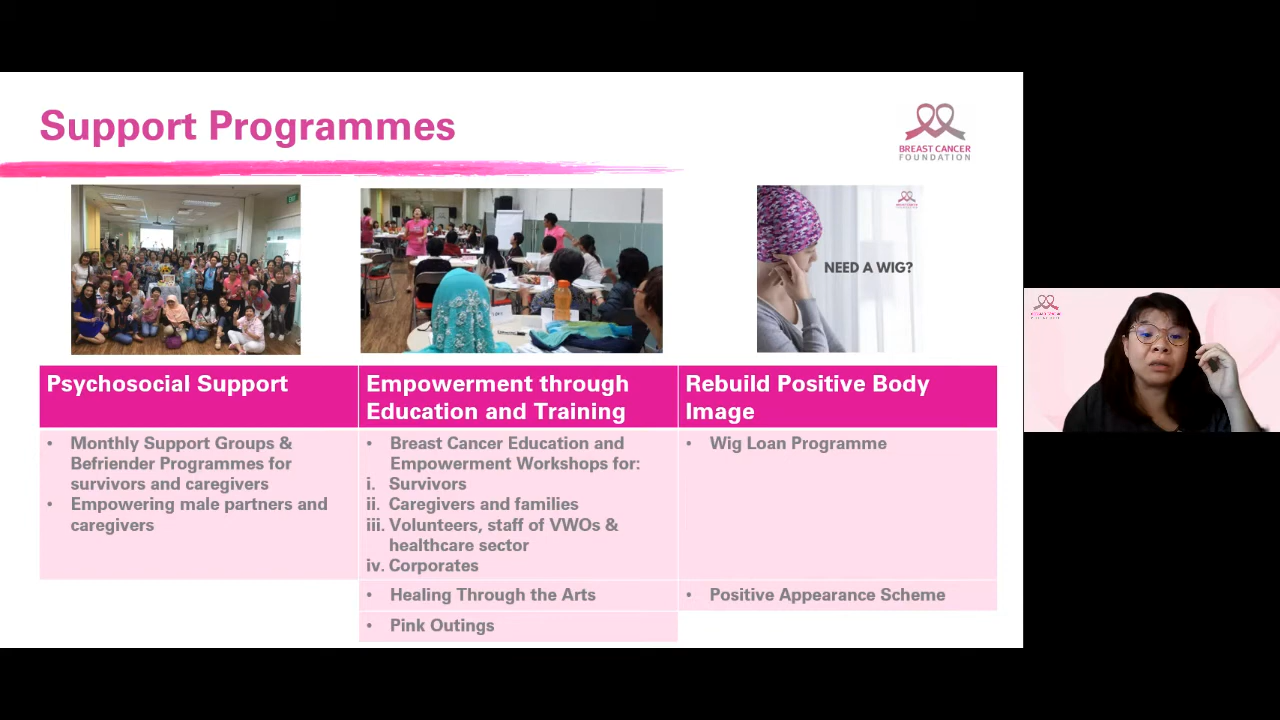 Support Programmes
BREAST CANCER
FOUNDATION
NEED A WIG?
Psychosocial Support
Empowerment through
Education and Training
Rebuild Positive Body
Image
• Monthly Support Groups &
Befriender Programmes for
survivors and caregivers
• Empowering male partners and
caregivers
• Breast Cancer Education and
Empowerment Workshops for:
i. Survivors
ii. Caregivers and families
iii. Volunteers, staff of VWOs &
healthcare sector
iv. Corporates
• Healing Through the Arts
• Pink Outings
• Wig Loan Programme
• Positive Appearance Scheme